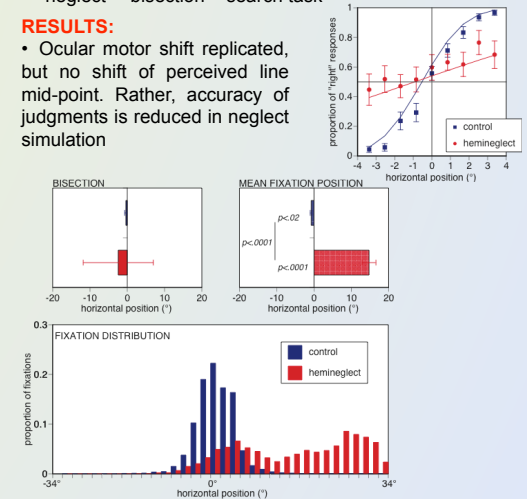 neglect bisection search task
RESULTS:
• Ocular motor shift replicated,
but no shift of perceived line
mid-point. Rather, accuracy of
judgments is reduced in neglect
simulation
proportion of "right" responses
1
0.8
0.6
0.4
0.2
0
control
hemineglect
-4 -3 -2 -1 0 1 2 3 4
horizontal position (°)
BISECTION
-20 -10 0 10 20
horizontal position (°)
MEAN FIXATION POSITION
p<.02
p<.0001
p<.0001
-20 -10 0 10 20
horizontal position (°)
FIXATION DISTRIBUTION
proportion of fixations
0.3
0.2
0.1
0
control
hemineglect
-34° 0° 34°
horizontal position (°)